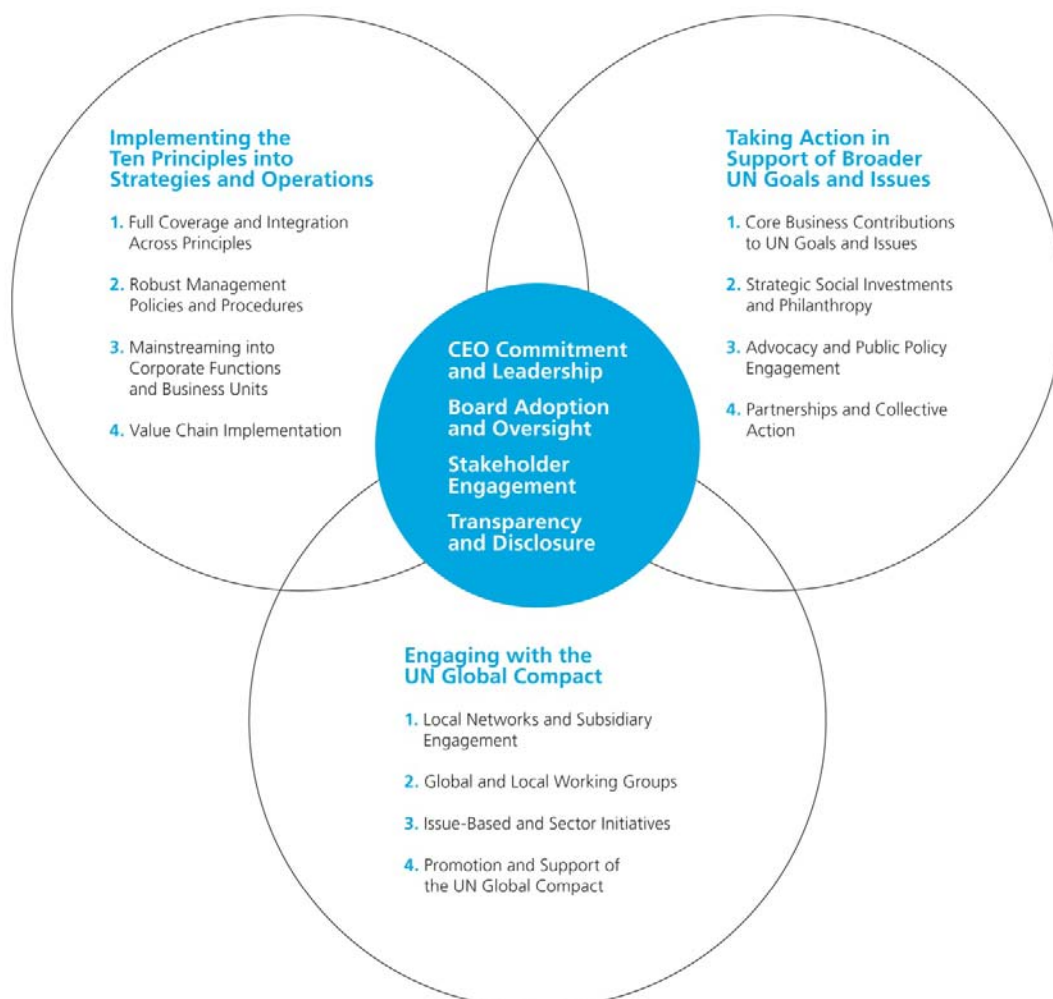 Implementing the
Ten Principles into
Strategies and Operations
1. Full Coverage and Integration
Across Principles
2. Robust Management
Policies and Procedures
3. Mainstreaming into
Corporate Functions
and Business Units
4. Value Chain Implementation
Taking Action in
Support of Broader
UN Goals and Issues
1. Core Business Contributions
to UN Goals and Issues
2. Strategic Social Investments
and Philanthropy
3. Advocacy and Public Policy
Engagement
4. Partnerships and Collective
Action
CEO Commitment
and Leadership
Board Adoption
and Oversight
Stakeholder
Engagement
Transparency
and Disclosure
Engaging with the
UN Global Compact
1. Local Networks and Subsidiary
Engagement
2. Global and Local Working Groups
3. Issue-Based and Sector Initiatives
4. Promotion and Support of
the UN Global Compact